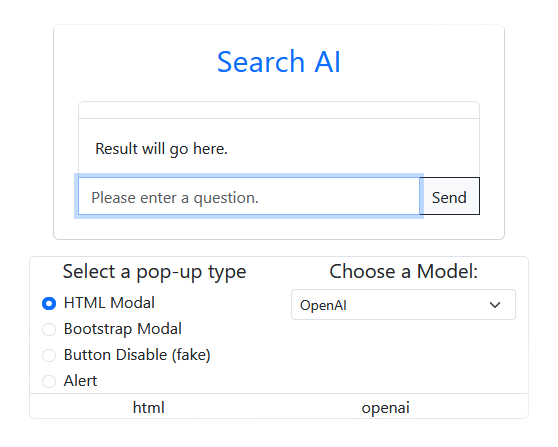 Search AI
Result will go here.
Please enter a question. Send
Select a pop-up type
HTML Modal
Bootstrap Modal
Button Disable (fake)
Alert
Choose a Model:
OpenAI
html openai